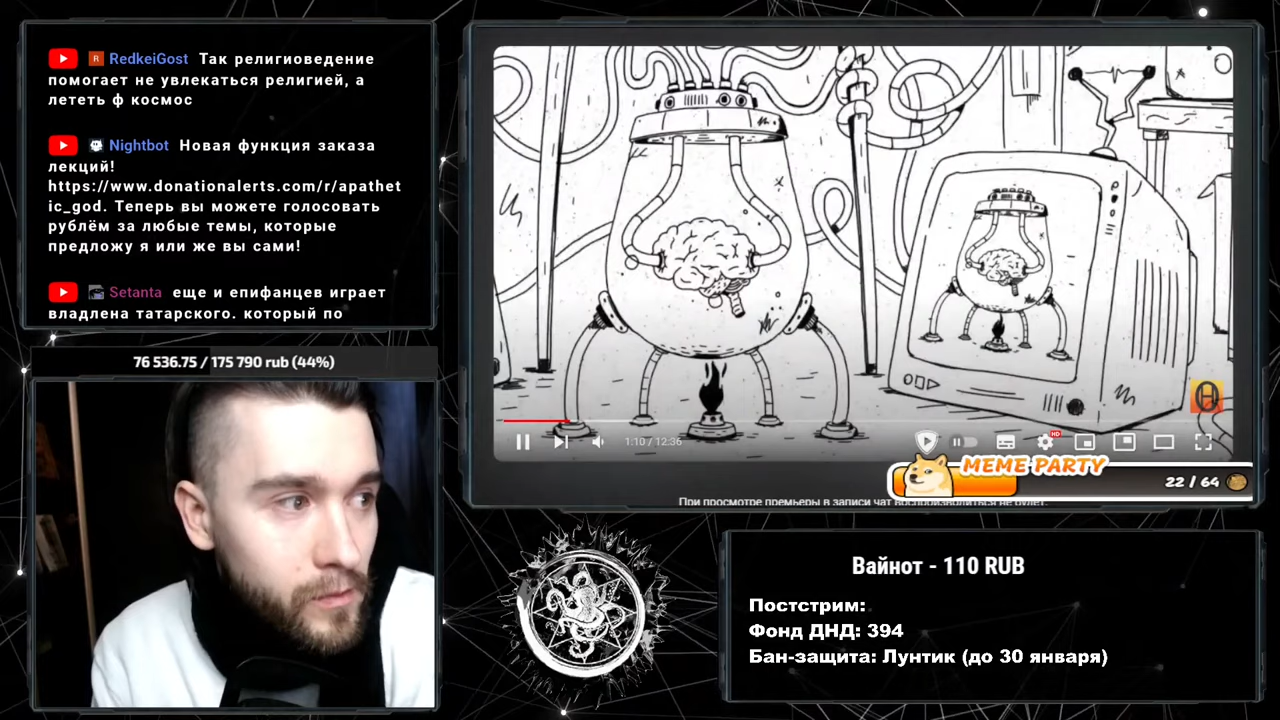 RedkeiGost Так религиоведение
помогает не увлекаться религией, а
лететь ф космос
Nightbot Новая функция заказа
лекций!
https://www.donationalerts.com/r/apathet
ic_god. Теперь вы можете голосовать
рублём за любые темы, которые
предложу я или же вы сами!
Setanta еще и епифанцев играет
владлена татарского. который по
76 536.75 / 175 790 rub (44%)
1:10 / 12:36
HD
MEME PARTY
22 / 64
При просмотре премьеры в записи чат воспроизводиться не будет.
Вайнот - 110 RUB
Постстрим:
Фонд ДНД: 394
Бан-защита: Лунтик (до 30 января)